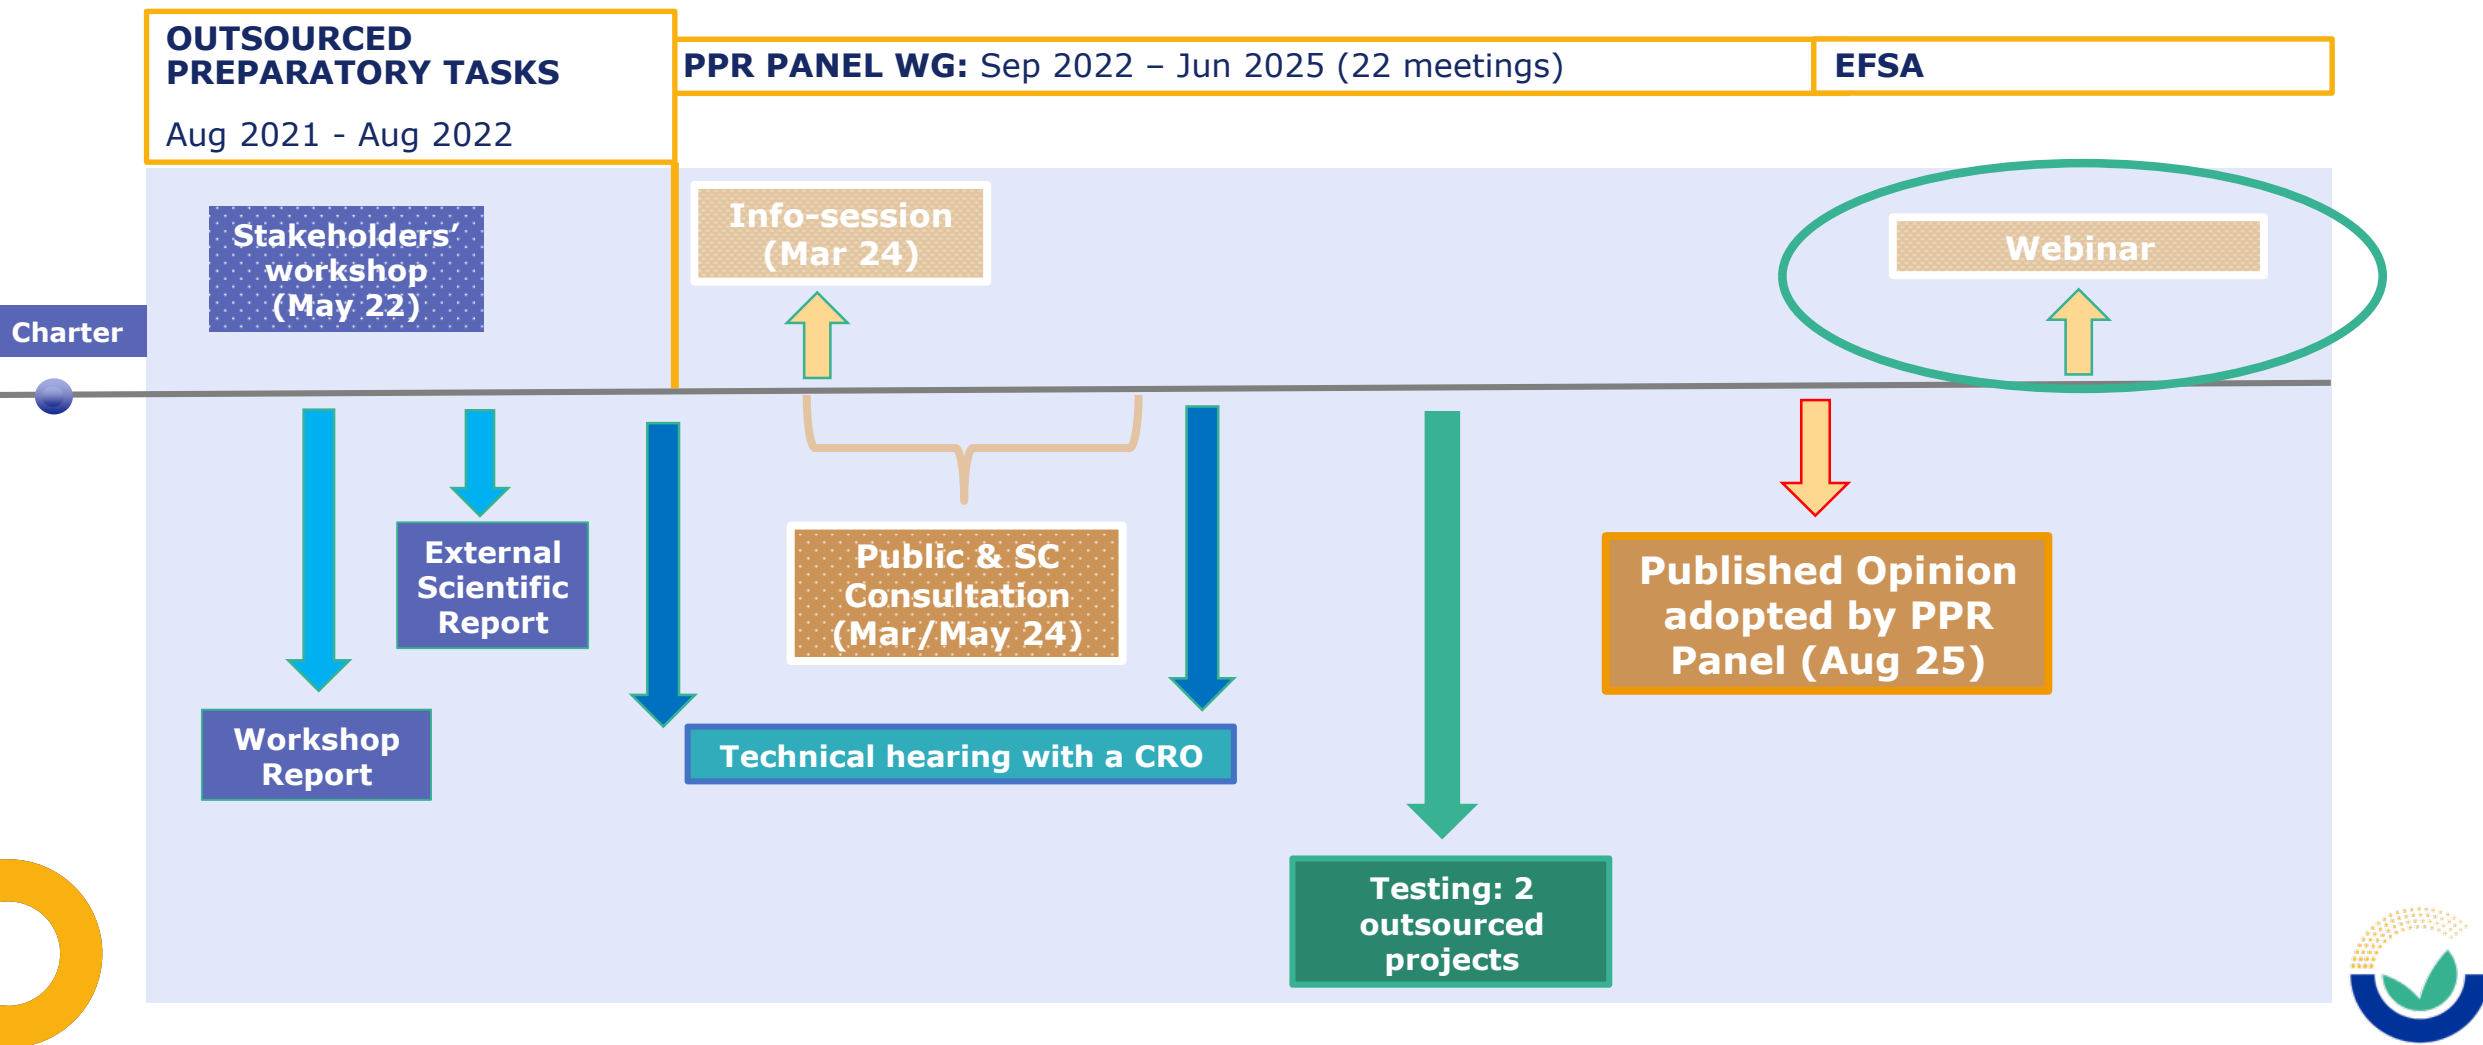 OUTSOURCED
PREPARATORY TASKS
Aug 2021 - Aug 2022
PPR PANEL WG: Sep 2022 – Jun 2025 (22 meetings)
EFSA
Stakeholders’
workshop
(May 22)
Info-session
(Mar 24)
Webinar
Charter
External
Scientific
Report
Public & SC
Consultation
(Mar/May 24)
Published Opinion
adopted by PPR
Panel (Aug 25)
Workshop
Report
Technical hearing with a CRO
Testing: 2
outsourced
projects